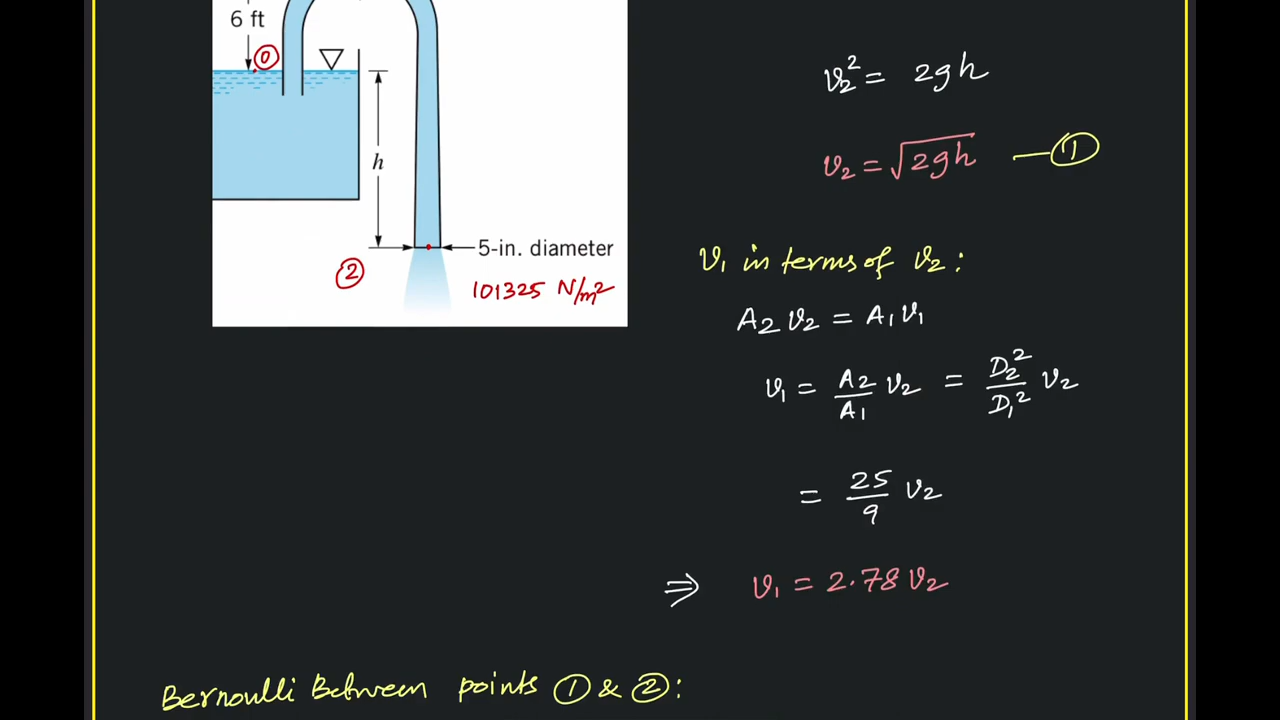 6 ft
⓪
h
5-in. diameter
②
101325 N/m²
v₂² = 2gh
v₂ = √2gh —①
v₁ in terms of v₂:
A₂v₂ = A₁v₁
v₁ = A₂/A₁ v₂ = D₂²/D₁² v₂
= 25/9 v₂
⇒ v₁ = 2.78 v₂
Bernoulli Between points ① & ②: